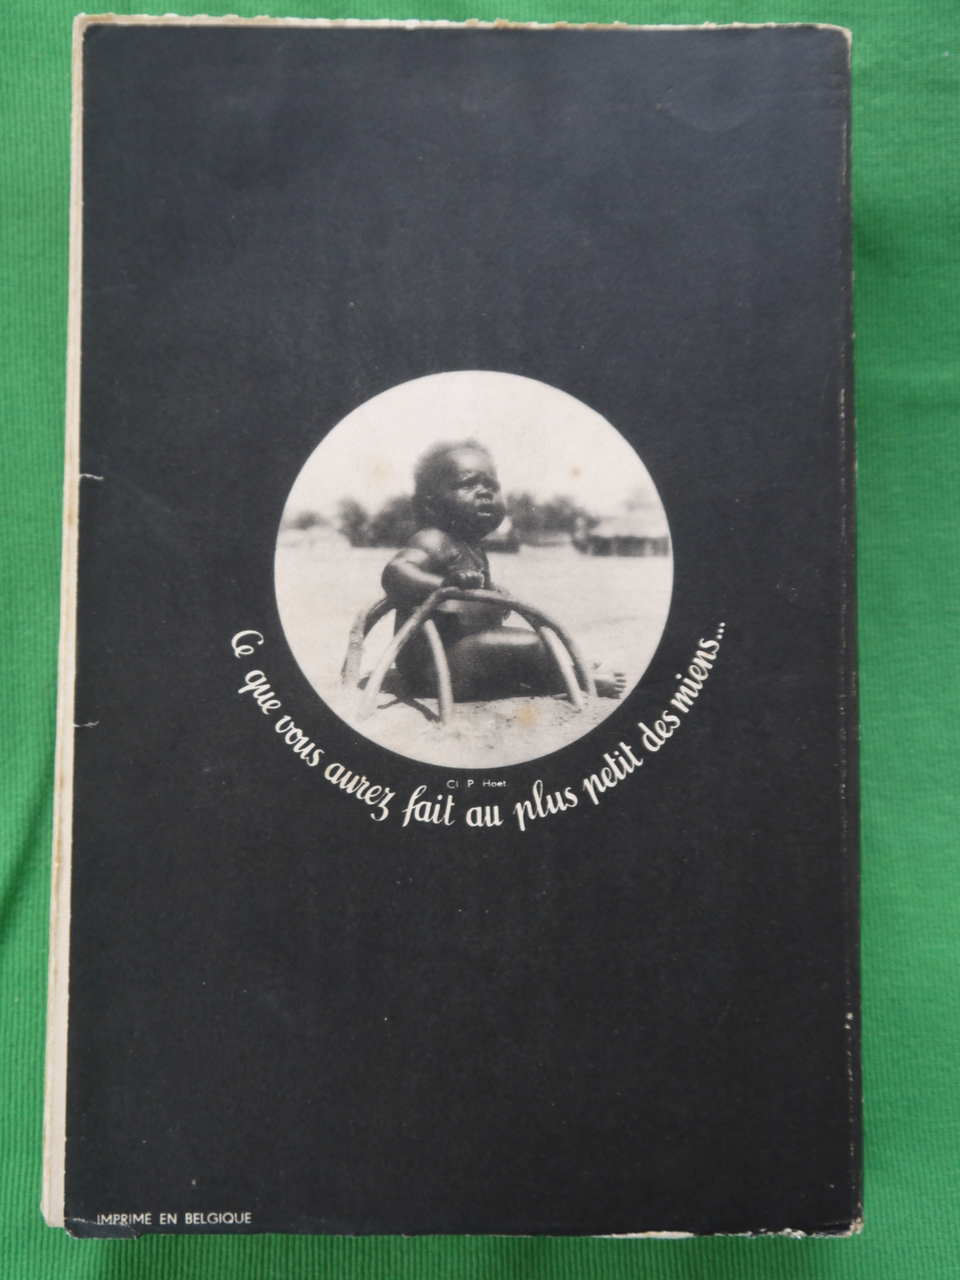 Cl P Hoet.
Ce que vous aurez fait au plus petit des miens...
IMPRIMÉ EN BELGIQUE